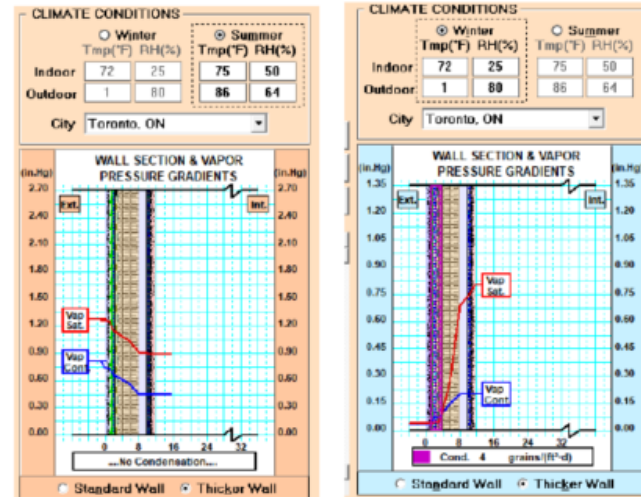 CLIMATE CONDITIONS
Winter Summer
Tmp(°F) RH(%) Tmp(°F) RH(%)
Indoor 72 25 75 50
Outdoor 1 80 86 64
City Toronto, ON
(in.Hg) WALL SECTION & VAPOR PRESSURE GRADIENTS (in.Hg)
2.70 2.70
Ext. Int.
2.40 2.40
2.10 2.10
1.80 1.80
1.50 1.50
Vap Sat.
1.20 1.20
0.90 0.90
Vap Cont
0.60 0.60
0.30 0.30
0.00 0.00
0 8 16 24 32
....No Condensation....
Standard Wall Thicker Wall
CLIMATE CONDITIONS
Winter Summer
Tmp(°F) RH(%) Tmp(°F) RH(%)
Indoor 72 25 75 50
Outdoor 1 80 86 64
City Toronto, ON
(in.Hg) WALL SECTION & VAPOR PRESSURE GRADIENTS (in.Hg)
1.35 1.35
Ext. Int.
1.20 1.20
1.05 1.05
0.90 0.90
0.75 0.75
Vap Sat.
0.60 0.60
0.45 0.45
0.30 0.30
Vap Cont
0.15 0.15
0.00 0.00
0 8 16 24 32
Cond. 4 grains/(ft²·d)
Standard Wall Thicker Wall